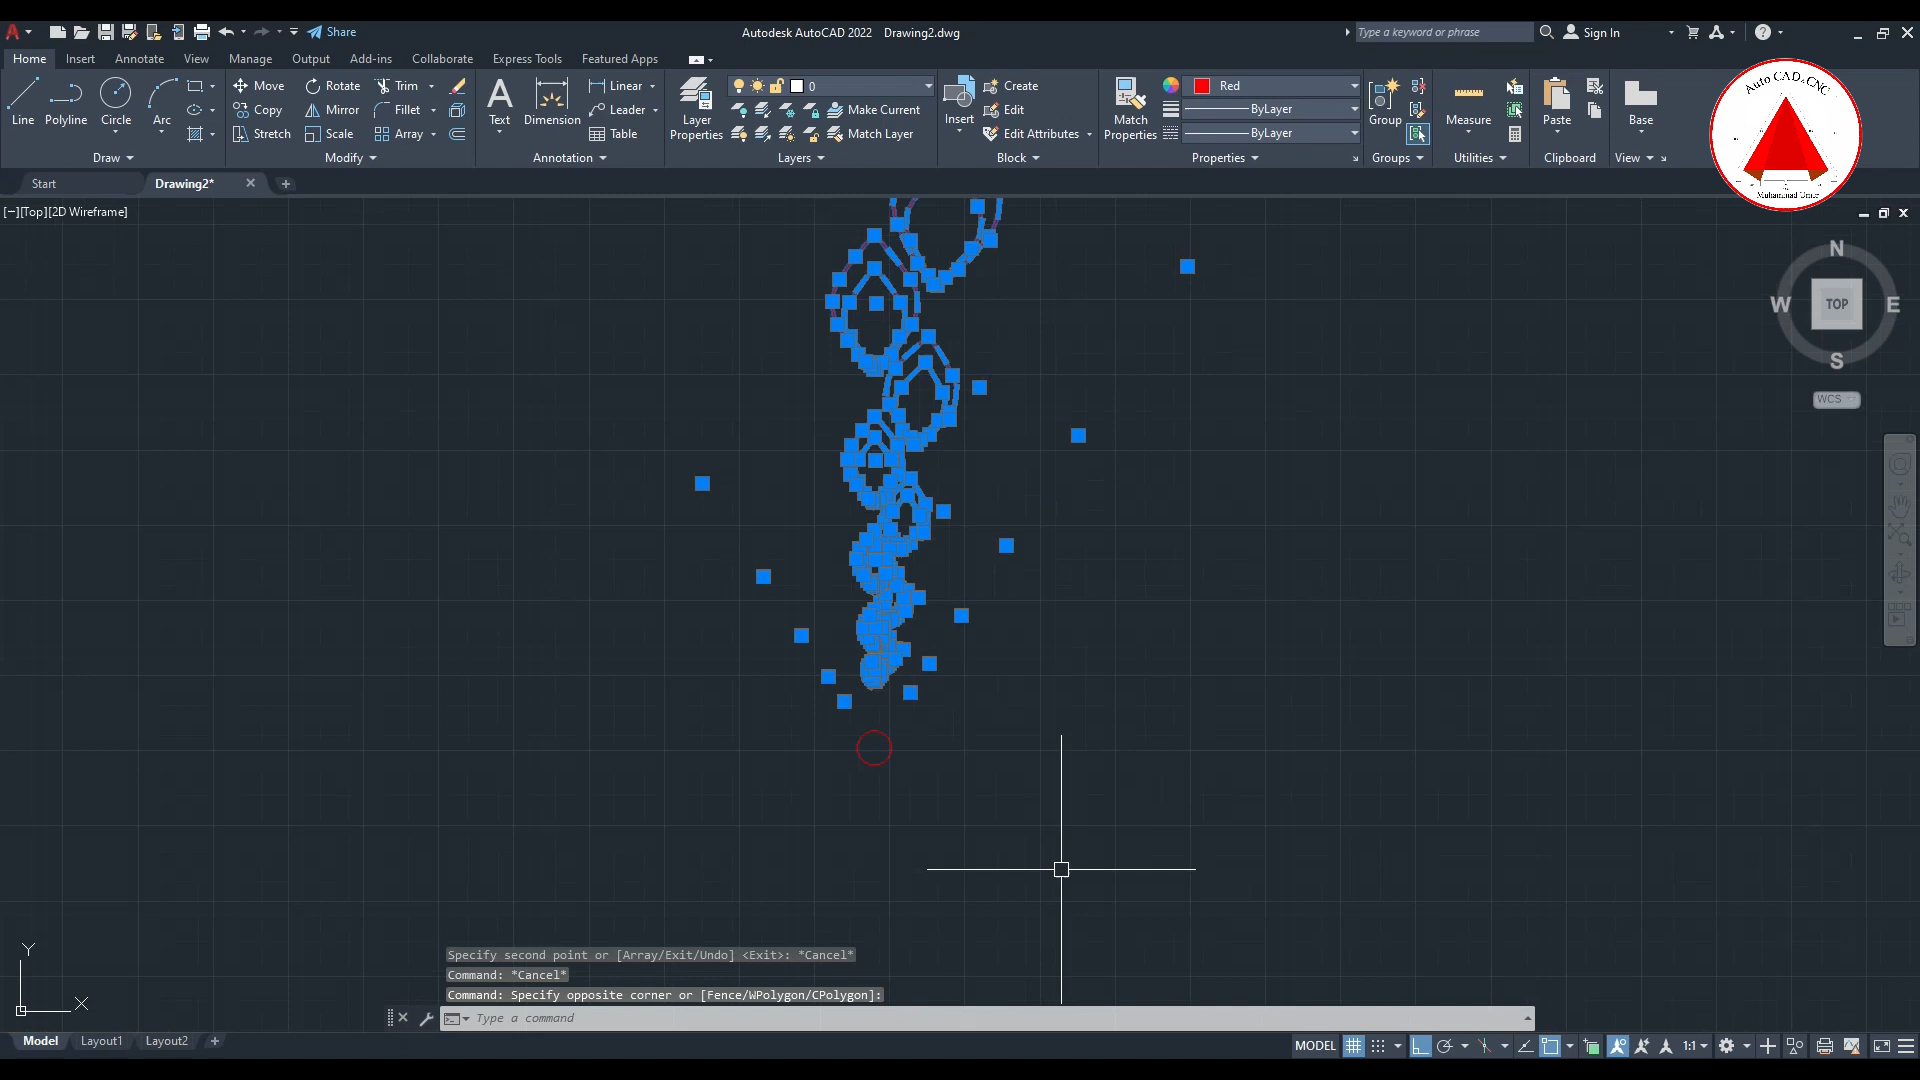 Share
Autodesk AutoCAD 2022 Drawing2.dwg
Type a keyword or phrase
Sign In
Home Insert Annotate View Manage Output Add-ins Collaborate Express Tools Featured Apps
Line
Polyline
Circle
Arc
Draw
Move
Rotate
Trim
Copy
Mirror
Fillet
Stretch
Scale
Array
Modify
Text
Dimension
Linear
Leader
Table
Annotation
Layer
Properties
0
Make Current
Match Layer
Layers
Insert
Create
Edit
Edit Attributes
Block
Match
Properties
Red
ByLayer
ByLayer
Properties
Group
Groups
Measure
Utilities
Paste
Clipboard
Base
View
Auto CAD & CNC
Muhammad Umer
Start
Drawing2*
[−][Top][2D Wireframe]
N
W TOP E
S
WCS
Y
X
Specify second point or [Array/Exit/Undo] <Exit>: *Cancel*
Command: *Cancel*
Command: Specify opposite corner or [Fence/WPolygon/CPolygon]:
Type a command
Model Layout1 Layout2
MODEL
1:1